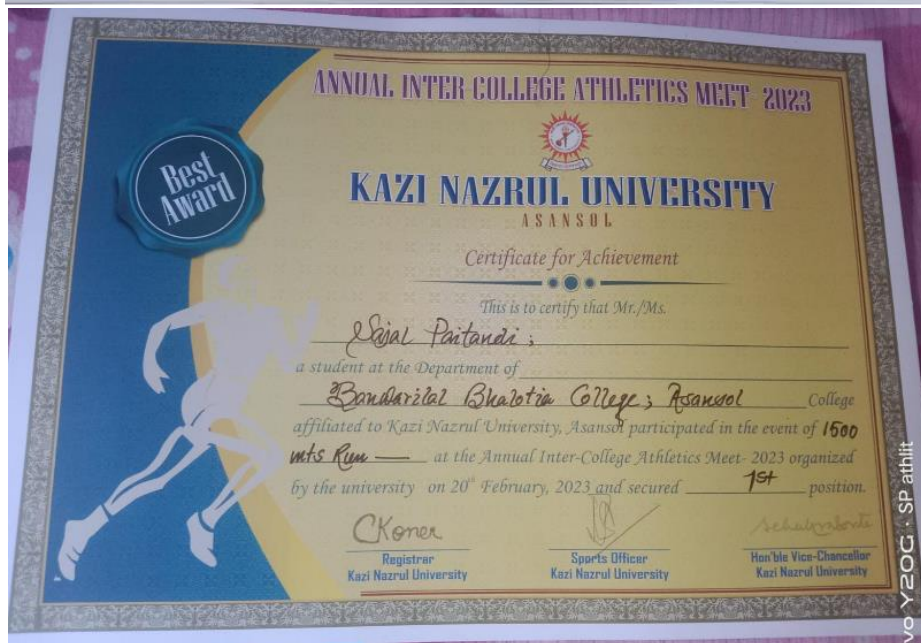 ANNUAL INTER-COLLEGE ATHLETICS MEET- 2023
Best
Award
KAZI NAZRUL UNIVERSITY
ASANSOL
Certificate for Achievement
This is to certify that Mr./Ms.
Sajal Paitandi ;
a student at the Department of
Banwarilal Bhalotia College ; Asansol College
affiliated to Kazi Nazrul University, Asansol participated in the event of 1500
mts Run — at the Annual Inter-College Athletics Meet- 2023 organized
by the university on 20th February, 2023 and secured 1st position.
CKoner
Registrar
Kazi Nazrul University
Sports Officer
Kazi Nazrul University
Hon'ble Vice-Chancellor
Kazi Nazrul University
vo Y20G · SP athlit